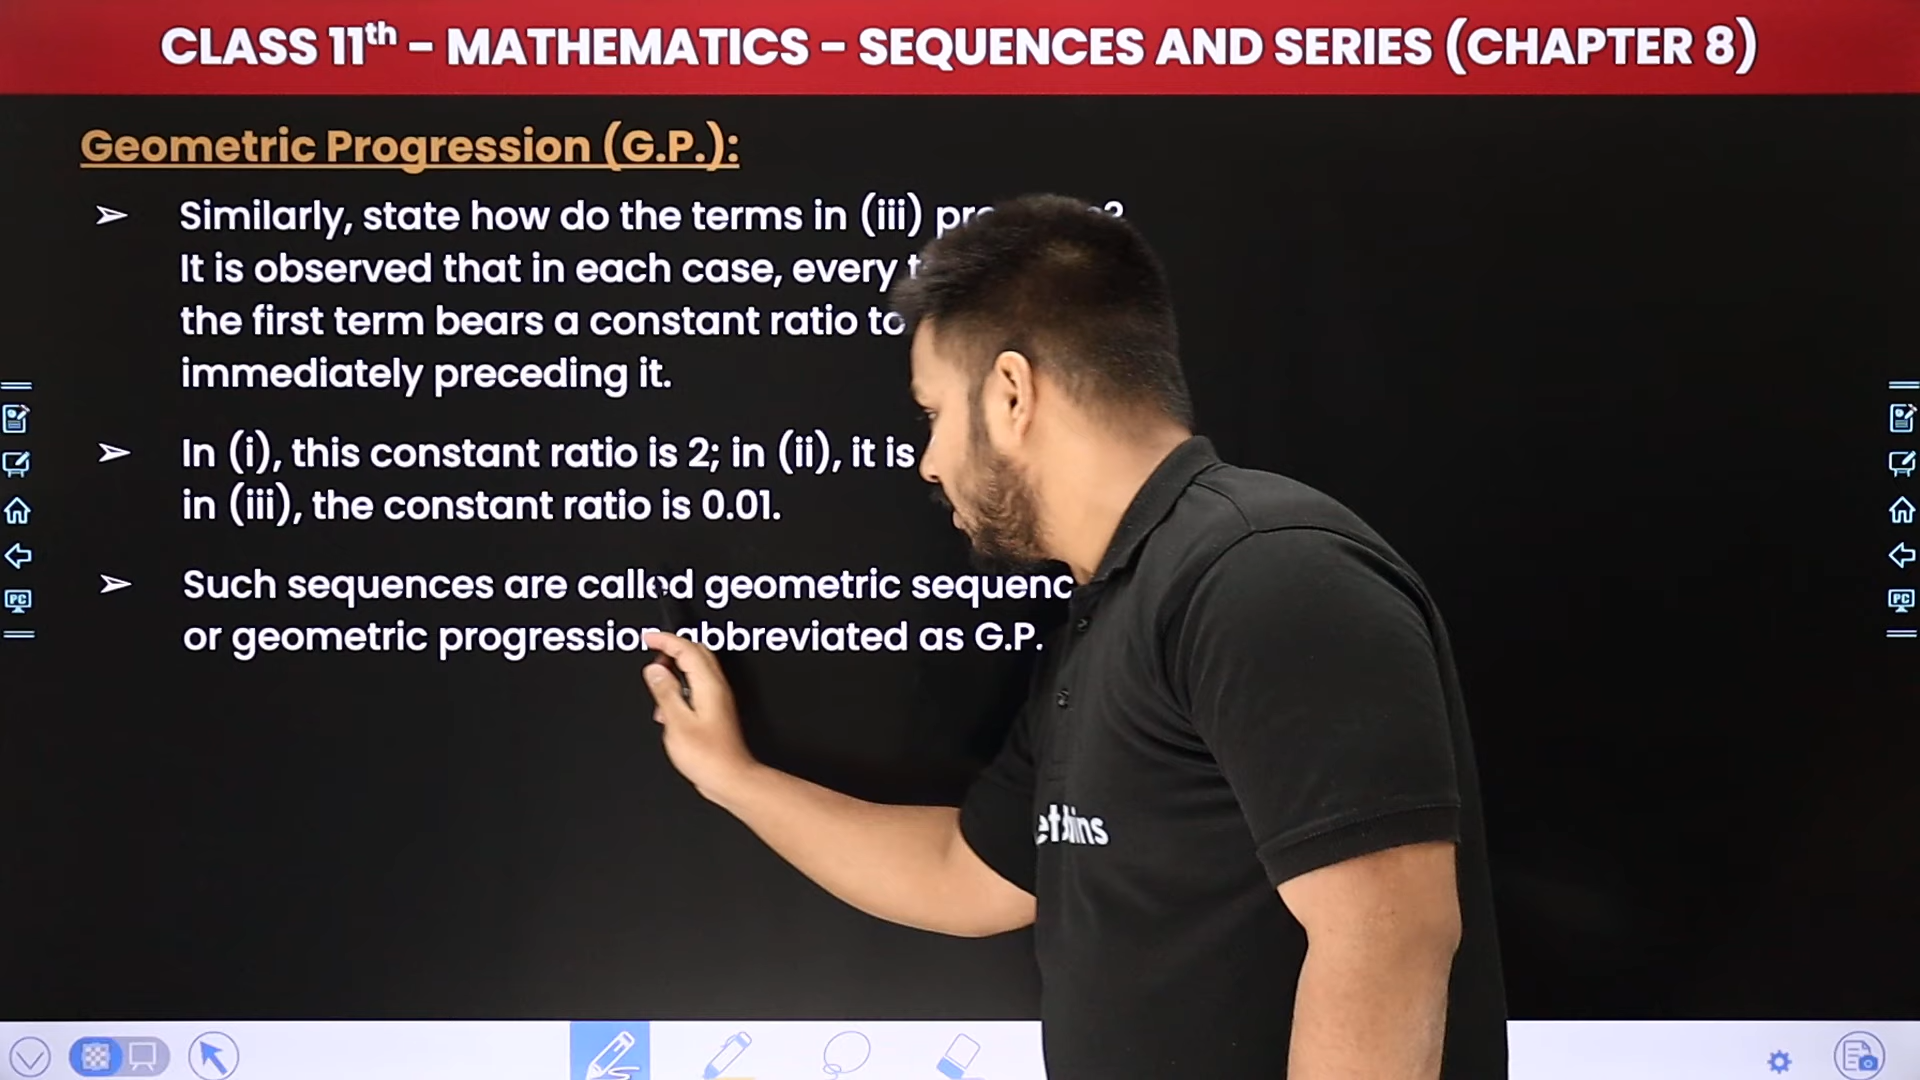 CLASS 11th - MATHEMATICS - SEQUENCES AND SERIES (CHAPTER 8)
Geometric Progression (G.P.):
➢ Similarly, state how do the terms in (iii)
It is observed that in each case, every
the first term bears a constant ratio to
immediately preceding it.
➢ In (i), this constant ratio is 2; in (ii), it is
in (iii), the constant ratio is 0.01.
➢ Such sequences are called geometric
or geometric progression abbreviated as G.P.
PC
PC